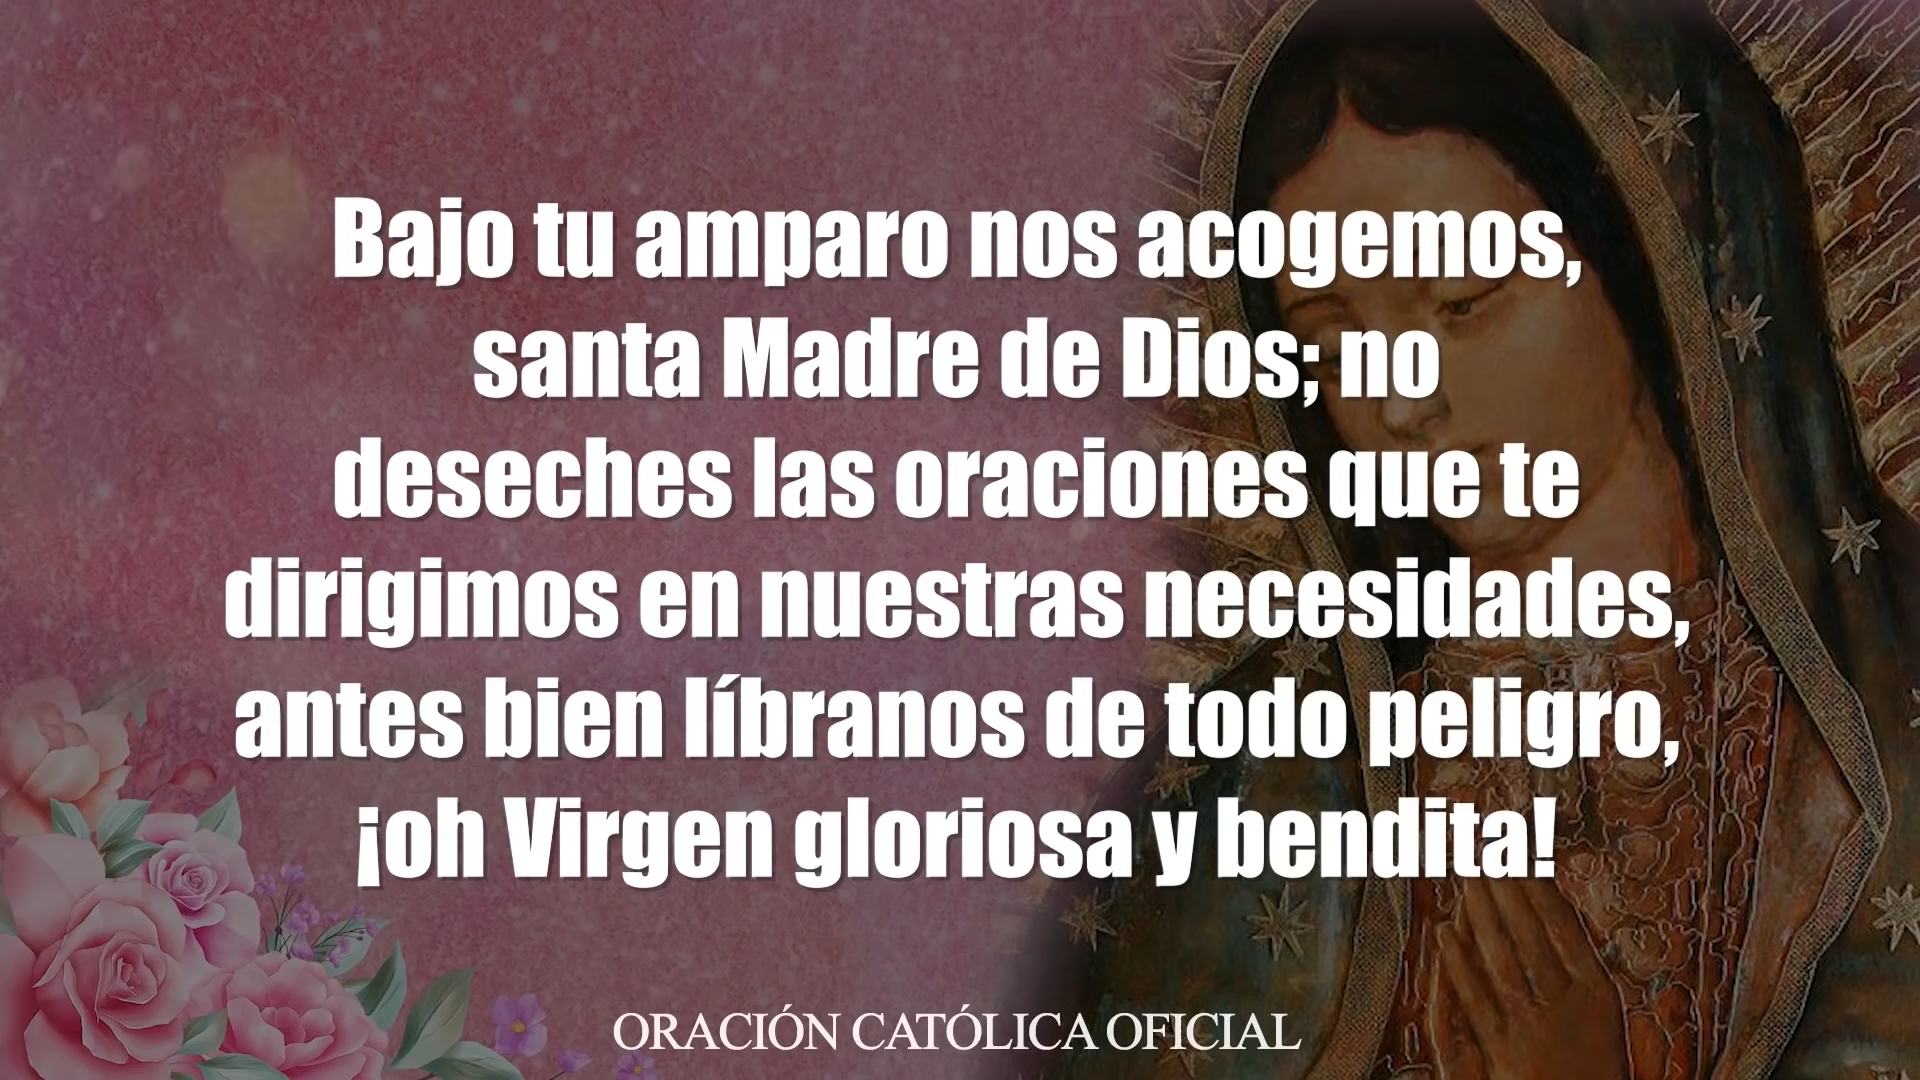 Bajo tu amparo nos acogemos,
santa Madre de Dios; no
deseches las oraciones que te
dirigimos en nuestras necesidades,
antes bien líbranos de todo peligro,
¡oh Virgen gloriosa y bendita!
ORACIÓN CATÓLICA OFICIAL